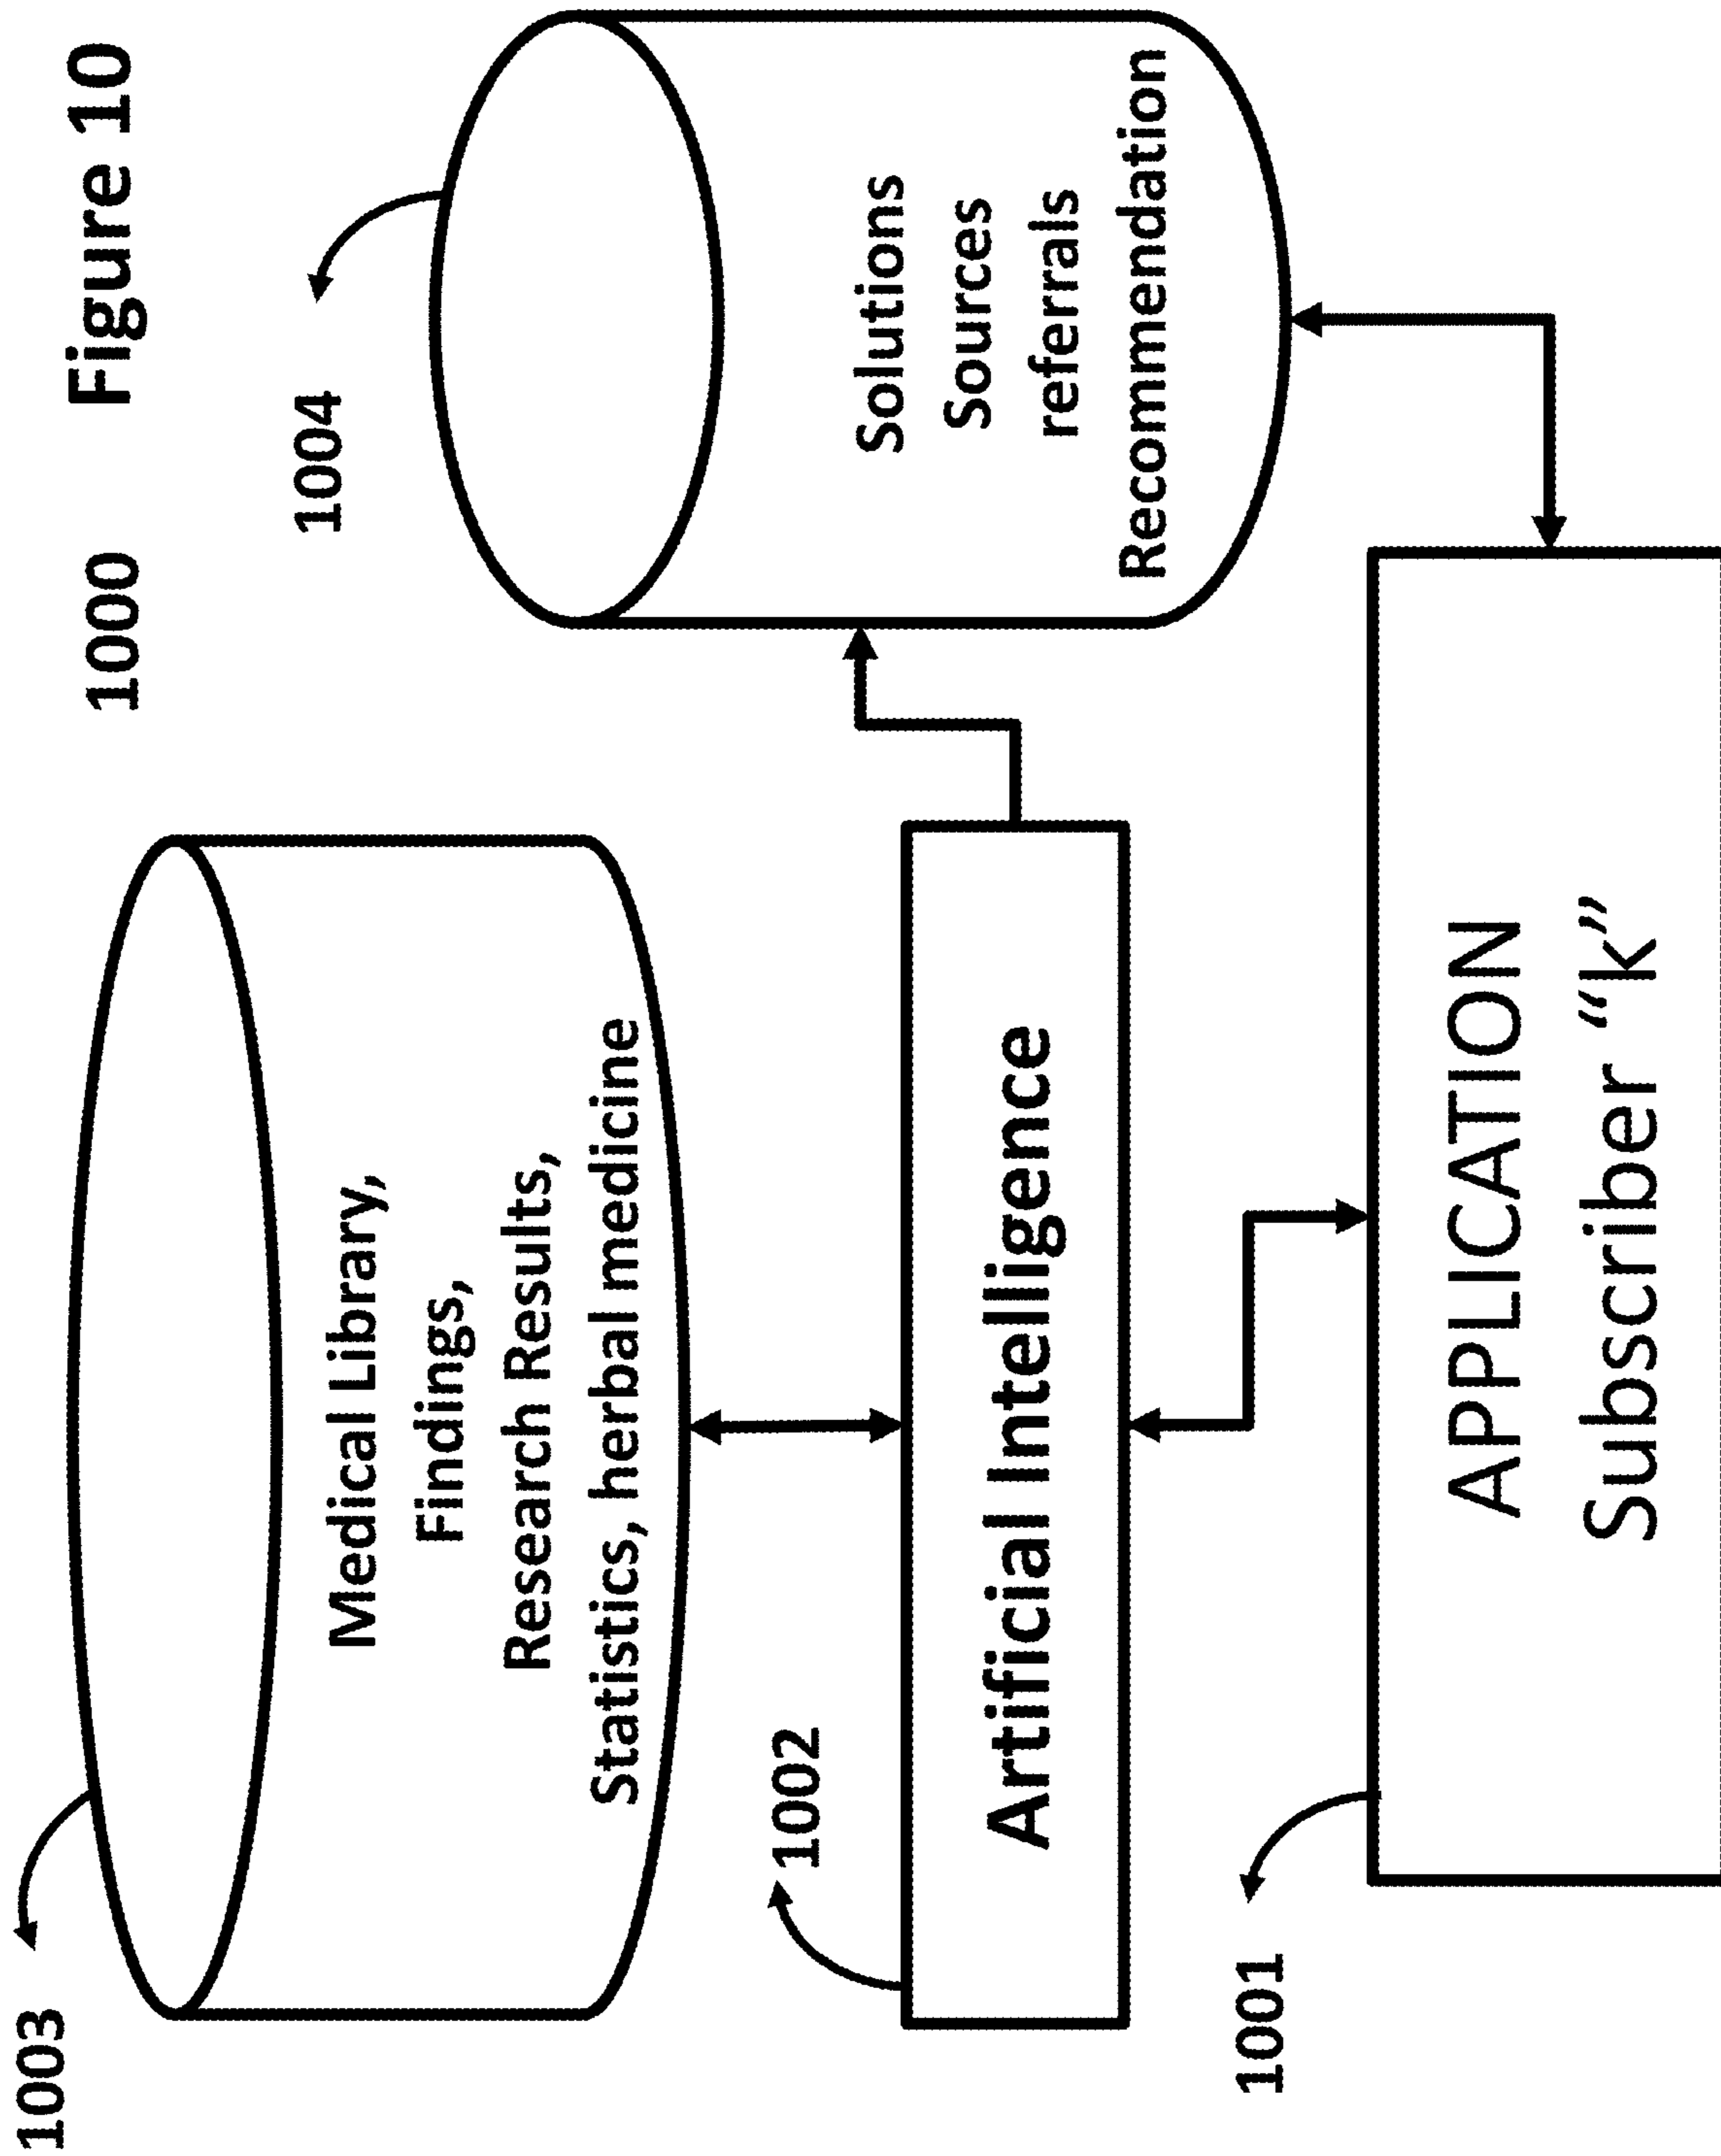 Figure 10
1000
1003
Medical Library,
Findings,
Research Results,
Statistics, herbal medicine
1004
Solutions
Sources
referrals
Recommendation
1002
Artificial Intelligence
1001
APPLICATION
Subscriber “k”